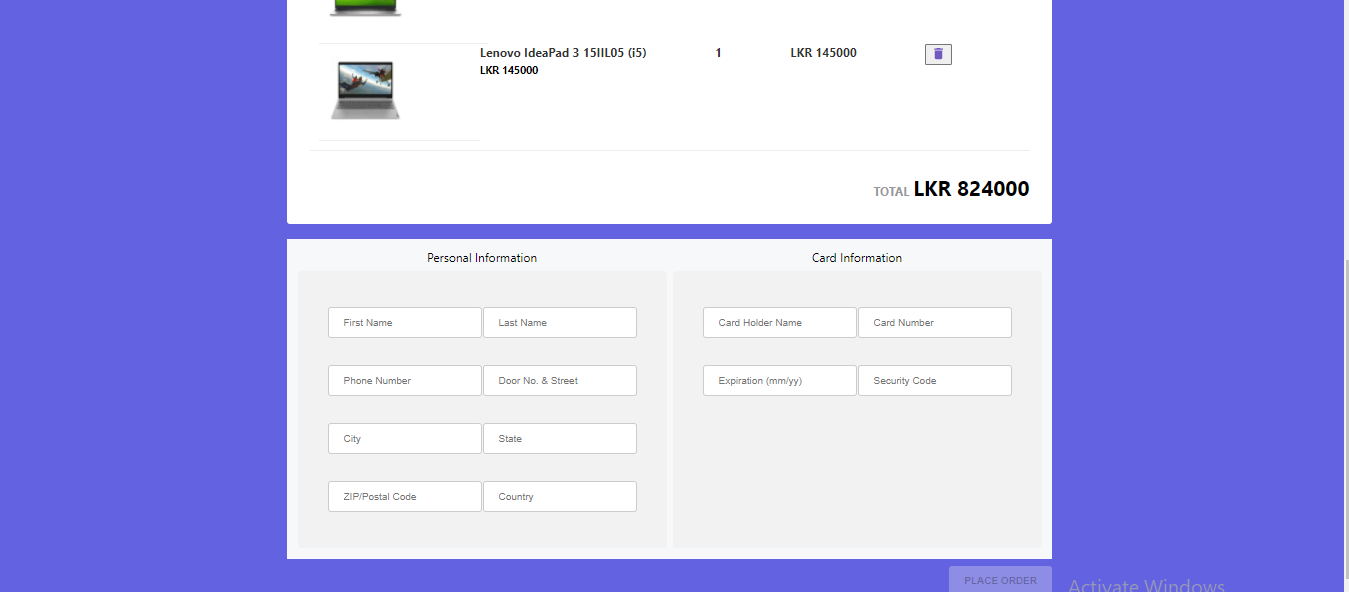 Lenovo IdeaPad 3 15IIL05 (i5) 1 LKR 145000
LKR 145000
TOTAL LKR 824000
Personal Information
First Name Last Name
Phone Number Door No. & Street
City State
ZIP/Postal Code Country
Card Information
Card Holder Name Card Number
Expiration (mm/yy) Security Code
PLACE ORDER
Activate Windows